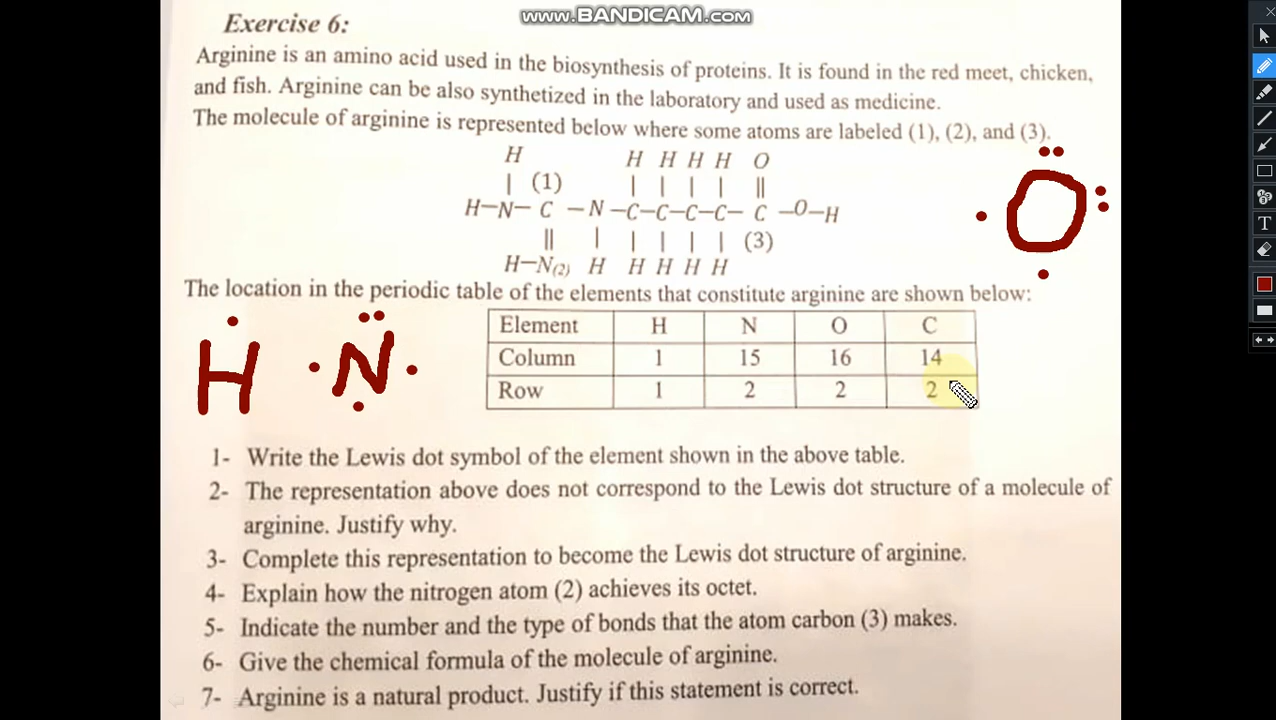 www.BANDICAM.com
Exercise 6:
Arginine is an amino acid used in the biosynthesis of proteins. It is found in the red meet, chicken,
and fish. Arginine can be also synthetized in the laboratory and used as medicine.
The molecule of arginine is represented below where some atoms are labeled (1), (2), and (3).
H H H H H O
| (1) | | | | ||
H–N– C –N –C–C–C–C– C –O–H
|| | | | | | (3)
H–N(2) H H H H H
O
The location in the periodic table of the elements that constitute arginine are shown below:
H N
Element H N O C
Column 1 15 16 14
Row 1 2 2 2
1- Write the Lewis dot symbol of the element shown in the above table.
2- The representation above does not correspond to the Lewis dot structure of a molecule of
arginine. Justify why.
3- Complete this representation to become the Lewis dot structure of arginine.
4- Explain how the nitrogen atom (2) achieves its octet.
5- Indicate the number and the type of bonds that the atom carbon (3) makes.
6- Give the chemical formula of the molecule of arginine.
7- Arginine is a natural product. Justify if this statement is correct.
T